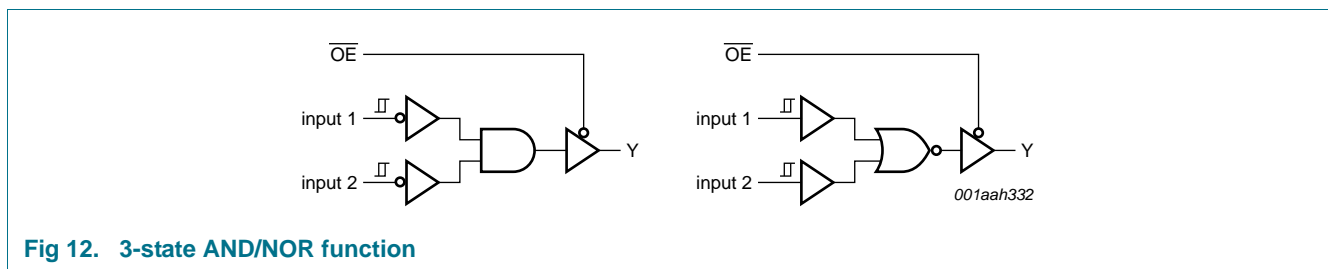 OE
input 1
input 2
Y
OE
input 1
input 2
Y
001aah332
Fig 12. 3-state AND/NOR function